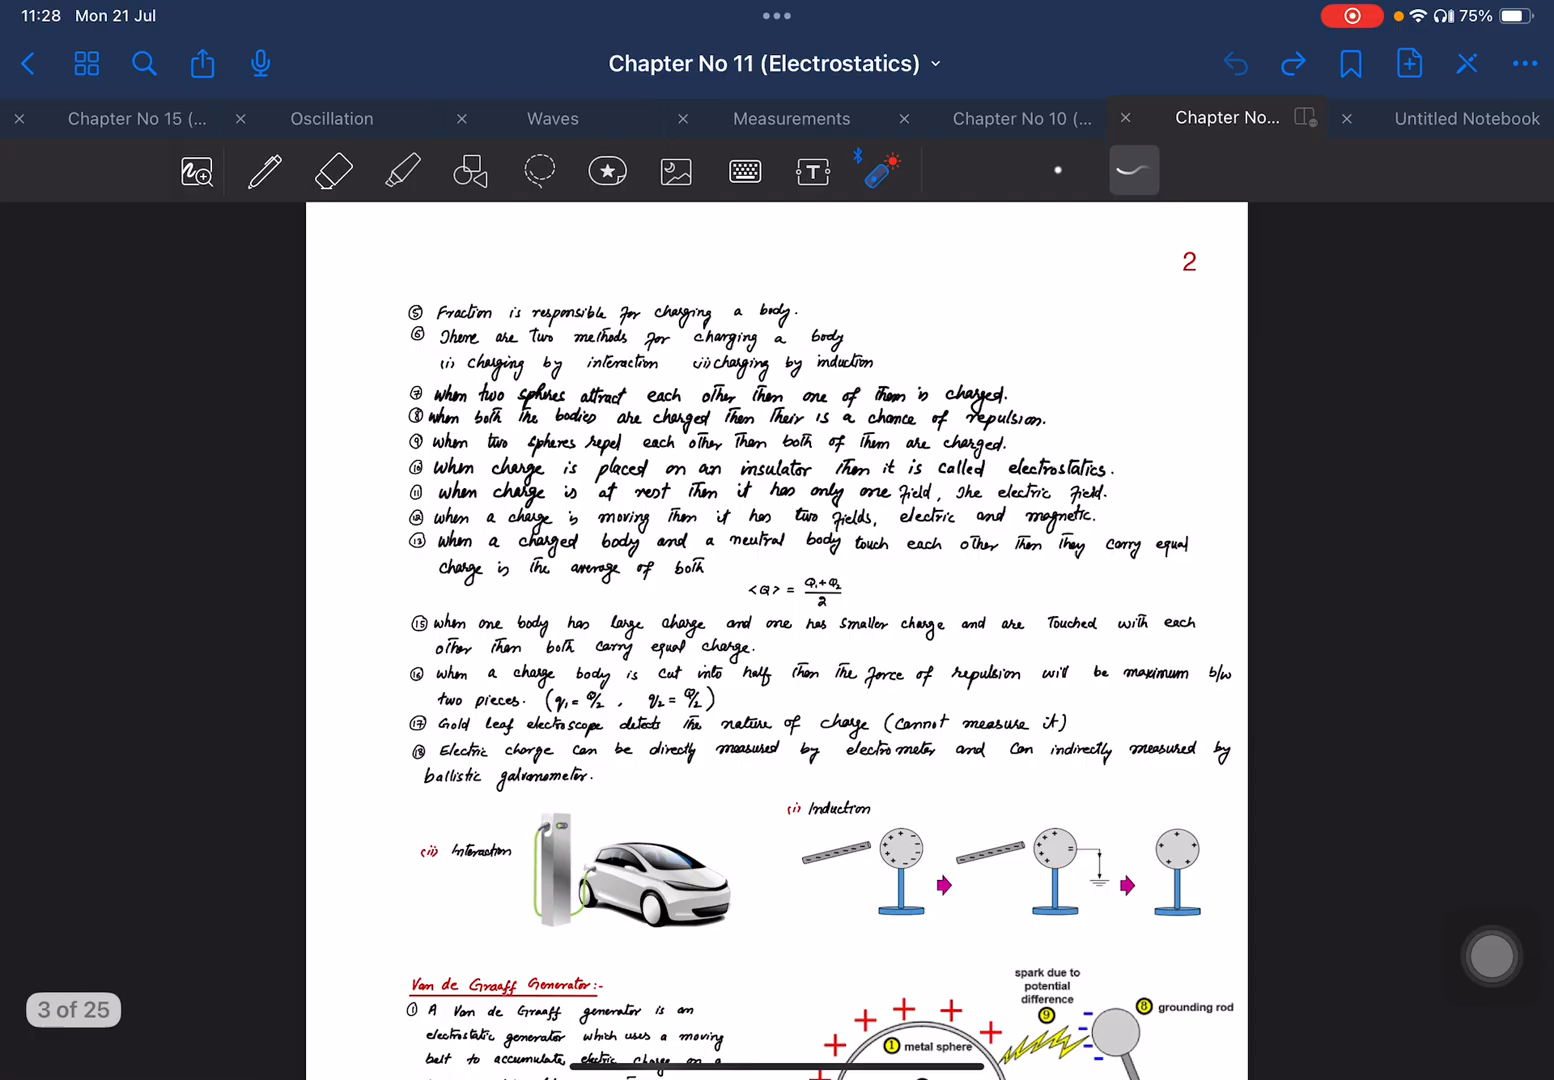 11:28 Mon 21 Jul
75%
Chapter No 11 (Electrostatics)
Chapter No 15 (...
Oscillation
Waves
Measurements
Chapter No 10 (...
Chapter No...
Untitled Notebook
2
⑤ Fraction is responsible for charging a body.
⑥ There are two methods for charging a body
(i) charging by interaction (ii) charging by induction
⑦ when two spheres attract each other then one of them is charged.
⑧ when both the bodies are charged then their is a chance of repulsion.
⑨ when two spheres repel each other then both of them are charged.
⑩ when charge is placed on an insulator then it is called electrostatics.
⑪ when charge is at rest then it has only one field, the electric field.
⑫ when a charge is moving then it has two fields, electric and magnetic.
⑬ when a charged body and a neutral body touch each other then they carry equal
charge is the average of both
<Q> = Q₁+Q₂
2
⑮ when one body has large charge and one has smaller charge and are touched with each
other then both carry equal charge.
⑯ when a charge body is cut into half then the force of repulsion will be maximum b/w
two pieces. (q₁ = Q/2 , q₂ = Q/2)
⑰ Gold leaf electroscope detects the nature of charge (cannot measure it)
⑱ Electric charge can be directly measured by electrometer and can indirectly measured by
ballistic galvanometer.
(i) Induction
(ii) Interaction
Van de Graaff Generator:-
① A Van de Graaff generator is an
electrostatic generator which uses a moving
belt to accumulate electric charge on a
spark due to
potential
difference
9
8 grounding rod
1 metal sphere
3 of 25